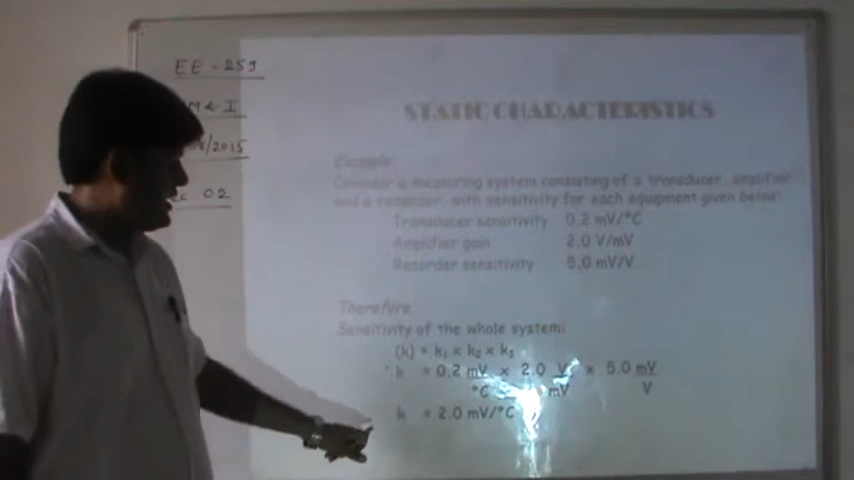 EE - 259
M & I
/2015
02
STATIC CHARACTERISTICS
Example:
Consider a measuring system consisting of a transducer, amplifier
and a recorder, with sensitivity for each equipment given below:
Transducer sensitivity 0.2 mV/°C
Amplifier gain 2.0 V/mV
Recorder sensitivity 5.0 mV/V
Therefore,
Sensitivity of the whole system:
(k) = k₁ x k₂ x k₃
k = 0.2 mV x 2.0 V x 5.0 mV
°C mV V
k = 2.0 mV/°C